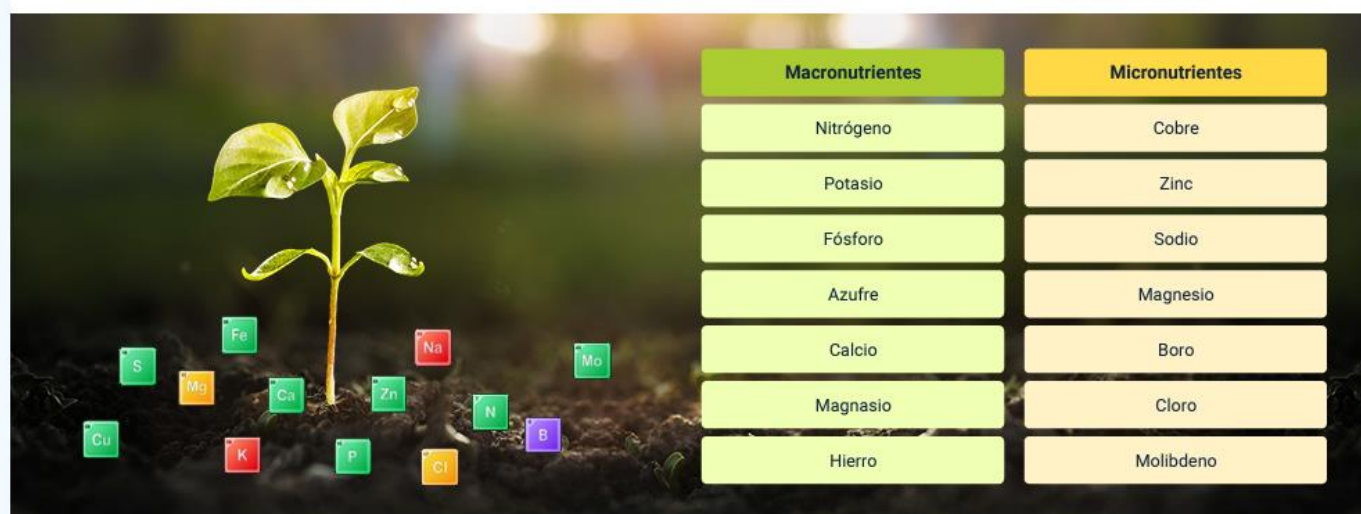 Macronutrientes Micronutrientes
Nitrógeno Cobre
Potasio Zinc
Fósforo Sodio
Azufre Magnesio
Calcio Boro
Magnasio Cloro
Hierro Molibdeno
Fe
Na
S
Mo
Mg
Ca
Zn
N
B
Cu
K
P
Cl